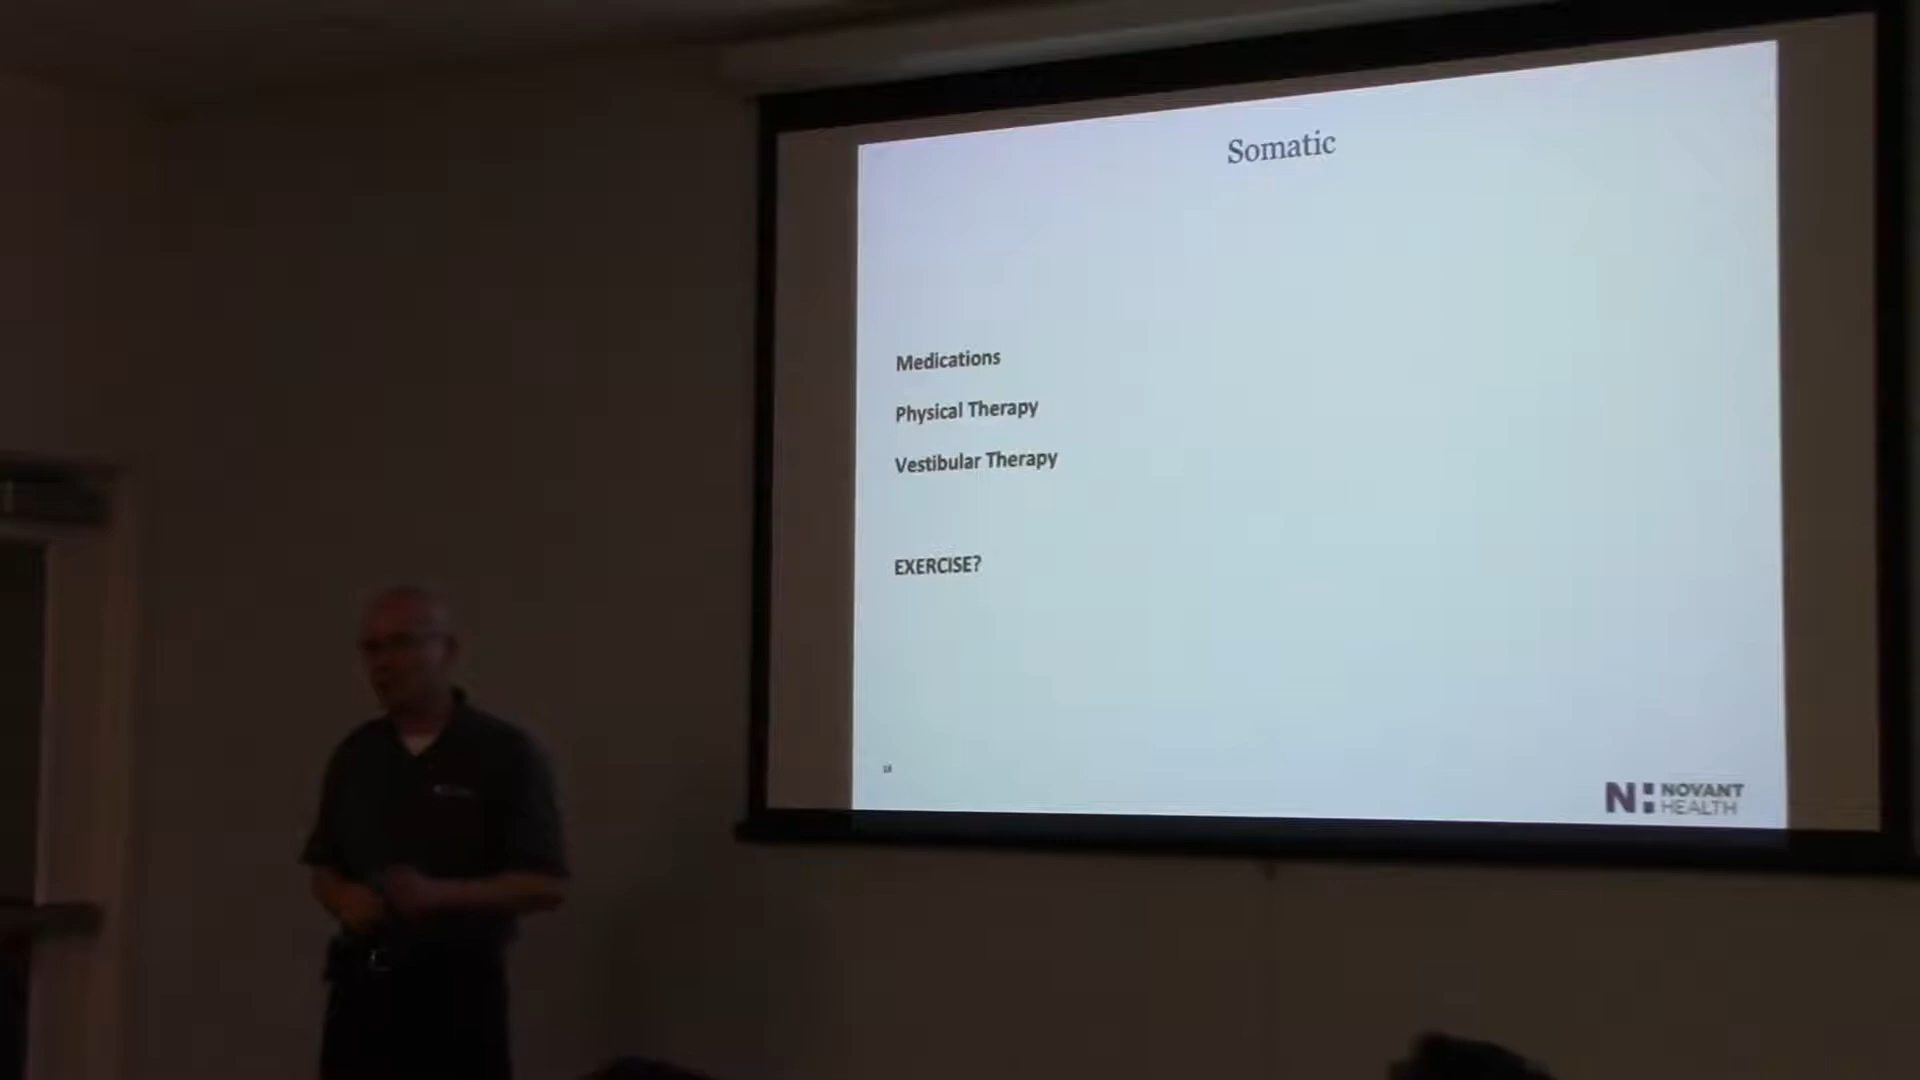 Somatic
Medications
Physical Therapy
Vestibular Therapy
EXERCISE?
N: NOVANT
HEALTH